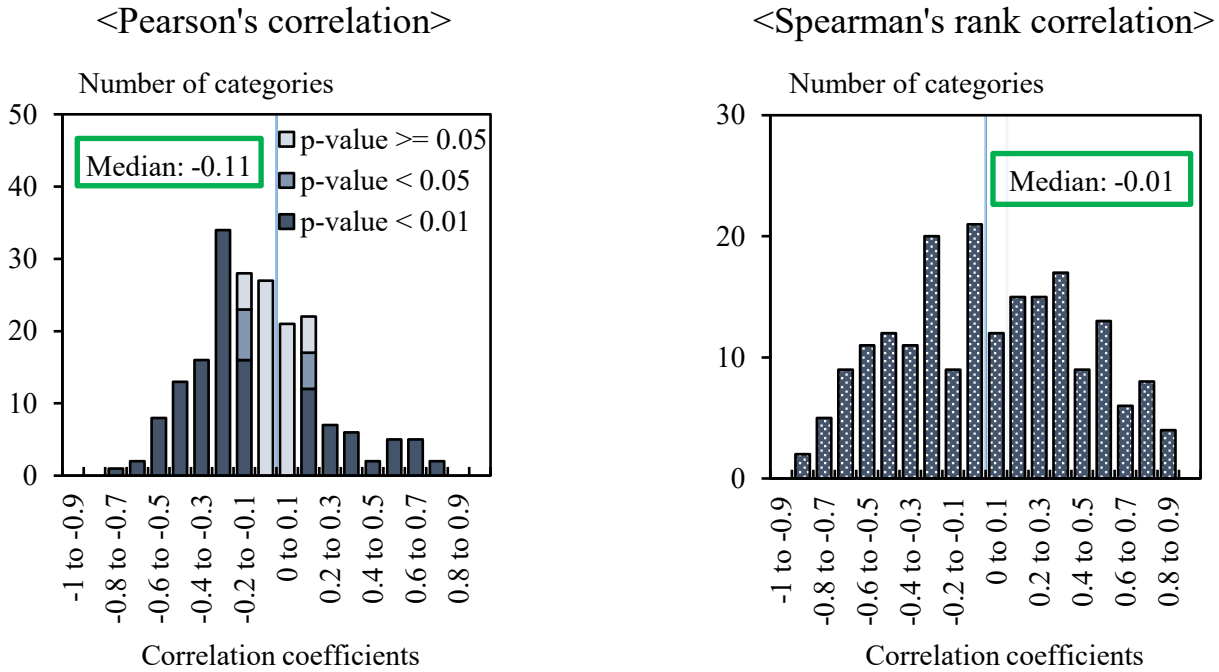 <Pearson's correlation>
Number of categories
50
40
30
20
10
0
Median: -0.11
p-value >= 0.05
p-value < 0.05
p-value < 0.01
-1 to -0.9
-0.8 to -0.7
-0.6 to -0.5
-0.4 to -0.3
-0.2 to -0.1
0 to 0.1
0.2 to 0.3
0.4 to 0.5
0.6 to 0.7
0.8 to 0.9
Correlation coefficients
<Spearman's rank correlation>
Number of categories
30
20
10
0
Median: -0.01
-1 to -0.9
-0.8 to -0.7
-0.6 to -0.5
-0.4 to -0.3
-0.2 to -0.1
0 to 0.1
0.2 to 0.3
0.4 to 0.5
0.6 to 0.7
0.8 to 0.9
Correlation coefficients